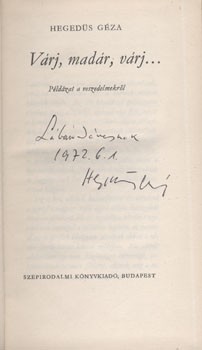 HEGEDÜS GÉZA
Várj, madár, várj...
Példázat a veszedelmekről
1972. 6. 1.
SZÉPIRODALMI KÖNYVKIADÓ, BUDAPEST